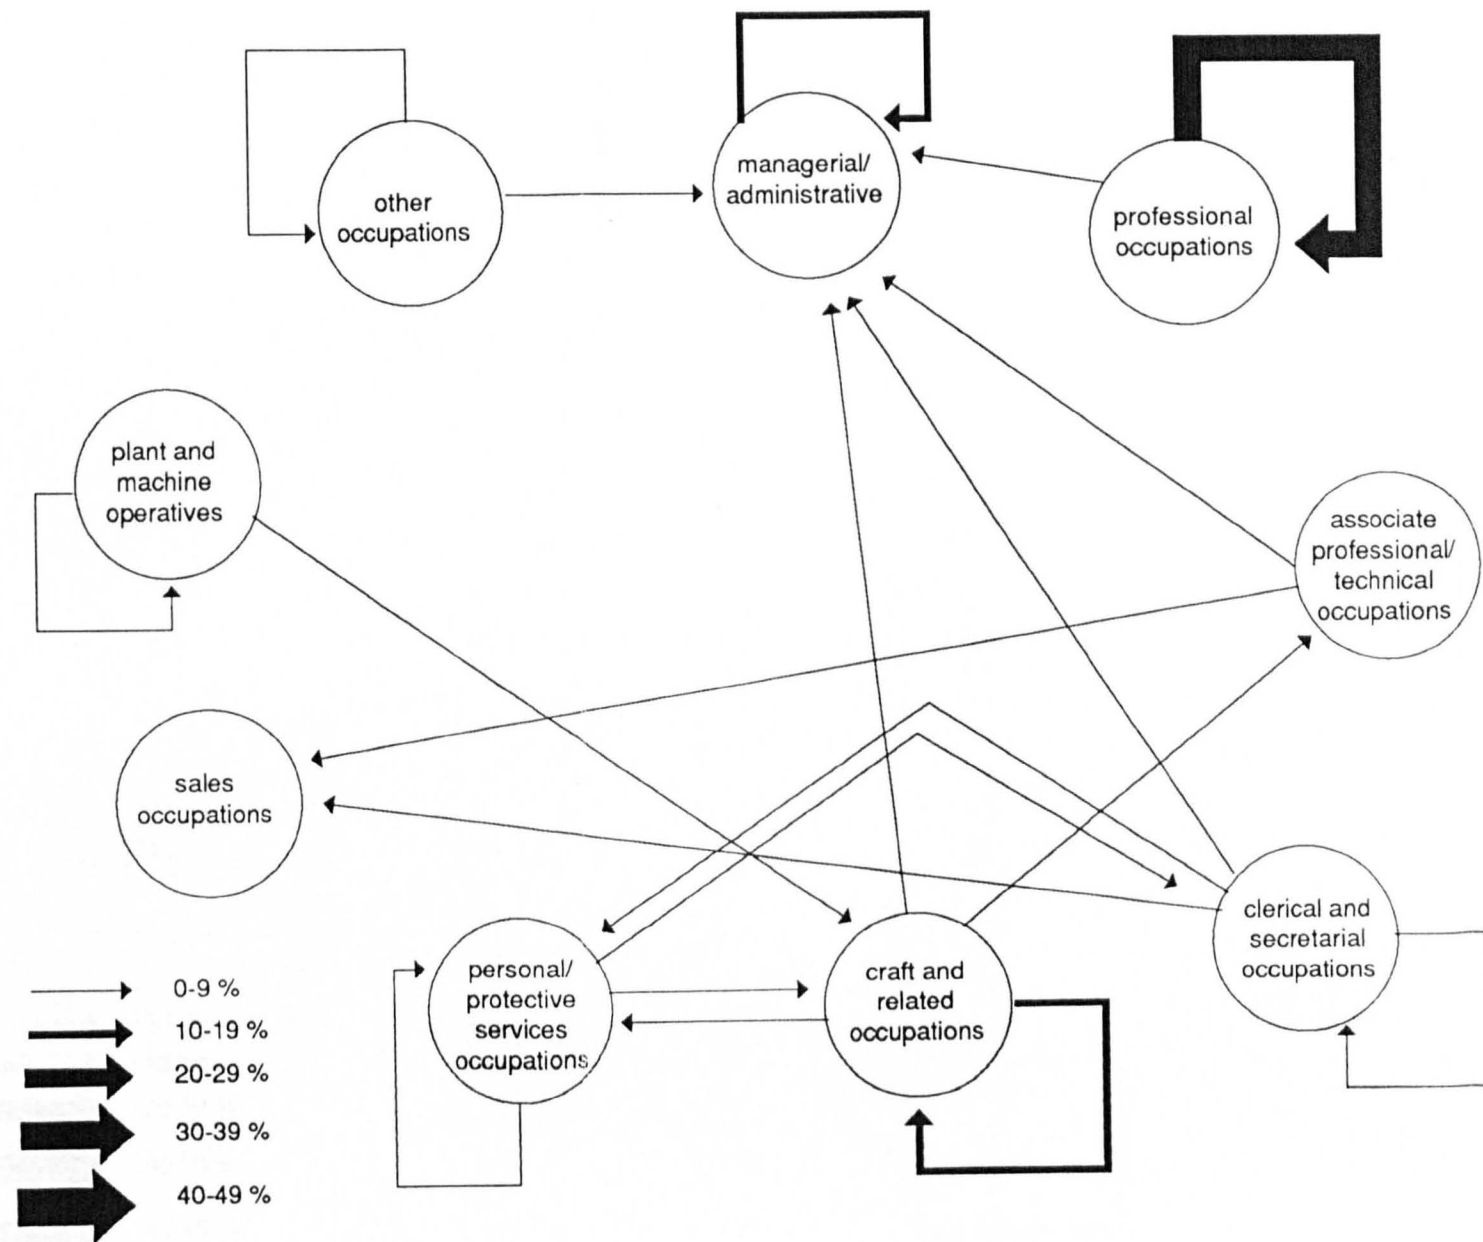 other
occupations
managerial/
administrative
professional
occupations
plant and
machine
operatives
associate
professional/
technical
occupations
sales
occupations
personal/
protective
services
occupations
craft and
related
occupations
clerical and
secretarial
occupations
0-9 %
10-19 %
20-29 %
30-39 %
40-49 %